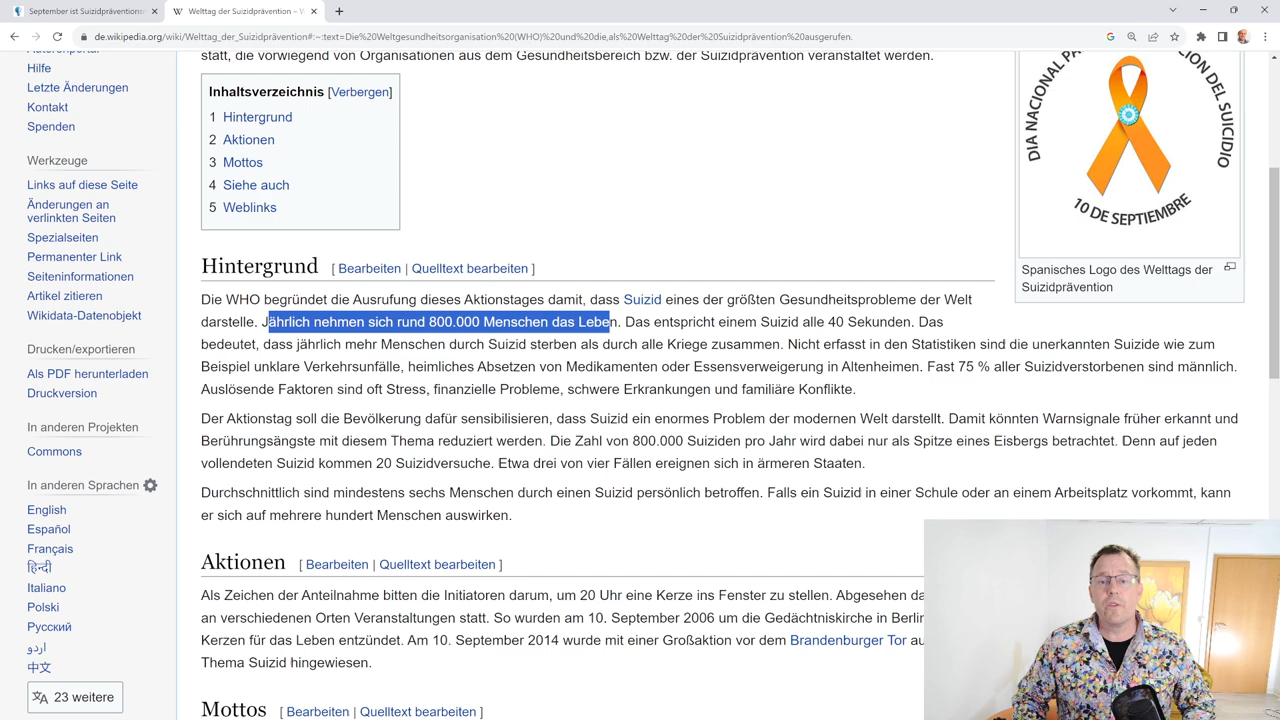 September ist Suizidprävention
Welttag der Suizidprävention – W
de.wikipedia.org/wiki/Welttag_der_Suizidprävention#:~:text=Die%20Weltgesundheitsorganisation%20(WHO)%20und%20die,als%20Welttag%20der%20Suizidprävention%20ausgerufen.
Hilfe
Letzte Änderungen
Kontakt
Spenden
Werkzeuge
Links auf diese Seite
Änderungen an
verlinkten Seiten
Spezialseiten
Permanenter Link
Seiteninformationen
Artikel zitieren
Wikidata-Datenobjekt
Drucken/exportieren
Als PDF herunterladen
Druckversion
In anderen Projekten
Commons
In anderen Sprachen
English
Español
Français
हिन्दी
Italiano
Polski
Русский
اردو
中文
23 weitere
statt, die vorwiegend von Organisationen aus dem Gesundheitsbereich bzw. der Suizidprävention veranstaltet werden.
Inhaltsverzeichnis [Verbergen]
1 Hintergrund
2 Aktionen
3 Mottos
4 Siehe auch
5 Weblinks
DIA NACIONAL
CION DEL SUICIDIO
10 DE SEPTIEMBRE
Spanisches Logo des Welttags der
Suizidprävention
Hintergrund [ Bearbeiten | Quelltext bearbeiten ]
Die WHO begründet die Ausrufung dieses Aktionstages damit, dass Suizid eines der größten Gesundheitsprobleme der Welt
darstelle. Jährlich nehmen sich rund 800.000 Menschen das Leben. Das entspricht einem Suizid alle 40 Sekunden. Das
bedeutet, dass jährlich mehr Menschen durch Suizid sterben als durch alle Kriege zusammen. Nicht erfasst in den Statistiken sind die unerkannten Suizide wie zum
Beispiel unklare Verkehrsunfälle, heimliches Absetzen von Medikamenten oder Essensverweigerung in Altenheimen. Fast 75 % aller Suizidverstorbenen sind männlich.
Auslösende Faktoren sind oft Stress, finanzielle Probleme, schwere Erkrankungen und familiäre Konflikte.
Der Aktionstag soll die Bevölkerung dafür sensibilisieren, dass Suizid ein enormes Problem der modernen Welt darstellt. Damit könnten Warnsignale früher erkannt und
Berührungsängste mit diesem Thema reduziert werden. Die Zahl von 800.000 Suiziden pro Jahr wird dabei nur als Spitze eines Eisbergs betrachtet. Denn auf jeden
vollendeten Suizid kommen 20 Suizidversuche. Etwa drei von vier Fällen ereignen sich in ärmeren Staaten.
Durchschnittlich sind mindestens sechs Menschen durch einen Suizid persönlich betroffen. Falls ein Suizid in einer Schule oder an einem Arbeitsplatz vorkommt, kann
er sich auf mehrere hundert Menschen auswirken.
Aktionen [ Bearbeiten | Quelltext bearbeiten ]
Als Zeichen der Anteilnahme bitten die Initiatoren darum, um 20 Uhr eine Kerze ins Fenster zu stellen. Abgesehen da
an verschiedenen Orten Veranstaltungen statt. So wurden am 10. September 2006 um die Gedächtniskirche in Berlin
Kerzen für das Leben entzündet. Am 10. September 2014 wurde mit einer Großaktion vor dem Brandenburger Tor au
Thema Suizid hingewiesen.
Mottos [ Bearbeiten | Quelltext bearbeiten ]